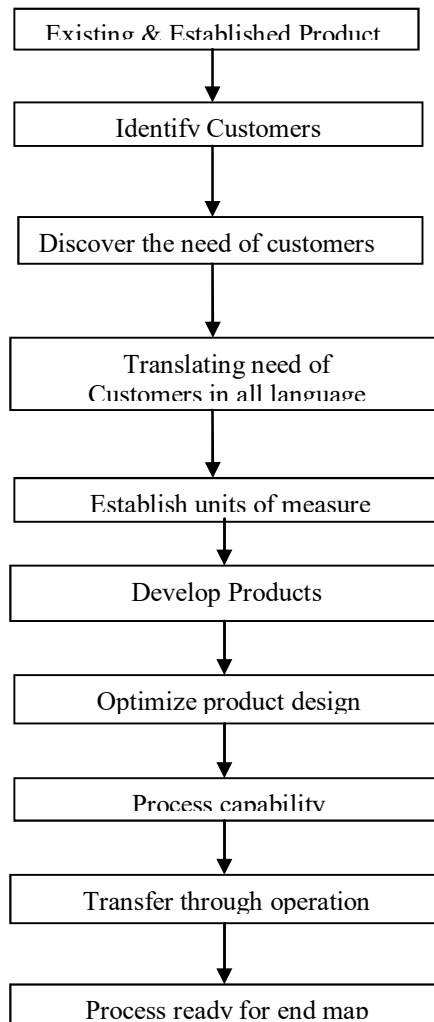 Existing & Established Product
Identify Customers
Discover the need of customers
Translating need of
Customers in all language
Establish units of measure
Develop Products
Optimize product design
Process capability
Transfer through operation
Process ready for end map